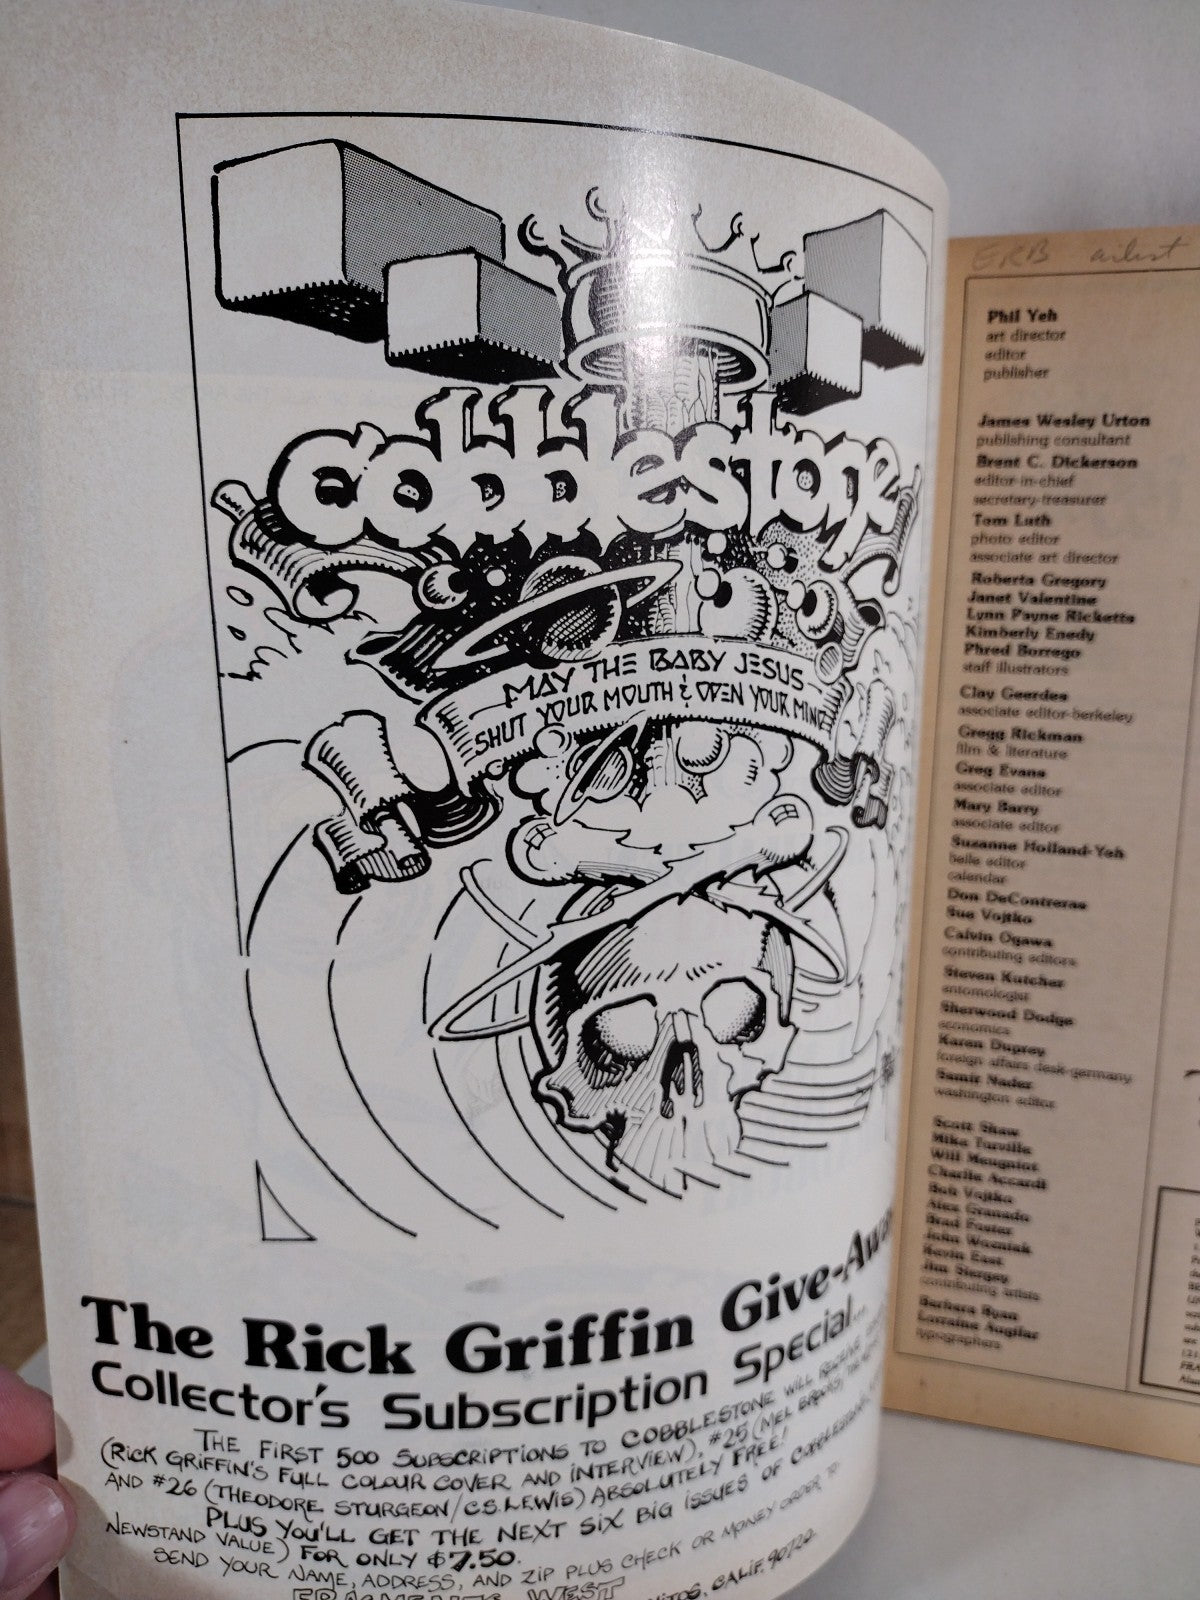 cobblestone
MAY THE BABY JESUS
SHUT YOUR MOUTH & OPEN YOUR MIND
The Rick Griffin Give-Away
Collector's Subscription Special...
THE FIRST 500 SUBSCRIPTIONS TO COBBLESTONE WILL RECEIVE
(RICK GRIFFIN'S FULL COLOUR COVER AND INTERVIEW), #25 (MEL BROOKS,
AND #26 (THEODORE STURGEON/C.S. LEWIS) ABSOLUTELY FREE!
PLUS YOU'LL GET THE NEXT SIX BIG ISSUES OF COBBLESTONE
NEWSTAND VALUE) FOR ONLY $7.50.
SEND YOUR NAME, ADDRESS, AND ZIP PLUS CHECK OR MONEY ORDER TO
FRAGMENTS WEST
CALIF. 90720.
ERB artist
Phil Yeh
art director
editor
publisher
James Wesley Urton
publishing consultant
Brent C. Dickerson
editor-in-chief
secretary-treasurer
Tom Luth
photo editor
associate art director
Roberta Gregory
Janet Valentine
Lynn Payne Ricketts
Kimberly Enedy
Phred Borrego
staff illustrators
Clay Geerdes
associate editor-berkeley
Gregg Rickman
film & literature
Greg Evans
associate editor
Mary Barry
associate editor
Suzanne Holland-Yeh
belle editor
calendar
Don DeContreras
Sue Vojtko
Calvin Ogawa
contributing editors
Steven Kutcher
entomologist
Sherwood Dodge
economics
Karen Duprey
foreign affairs desk-germany
Samir Nader
washington editor
Scott Shaw
Mike Turville
Will Meugniot
Charlie Accardi
Bob Vojtko
Alex Granado
Brad Foster
John Wozniak
Kevin East
Jim Siergey
contributing artists
Barbara Ryan
Lorraine Augilar
typographers